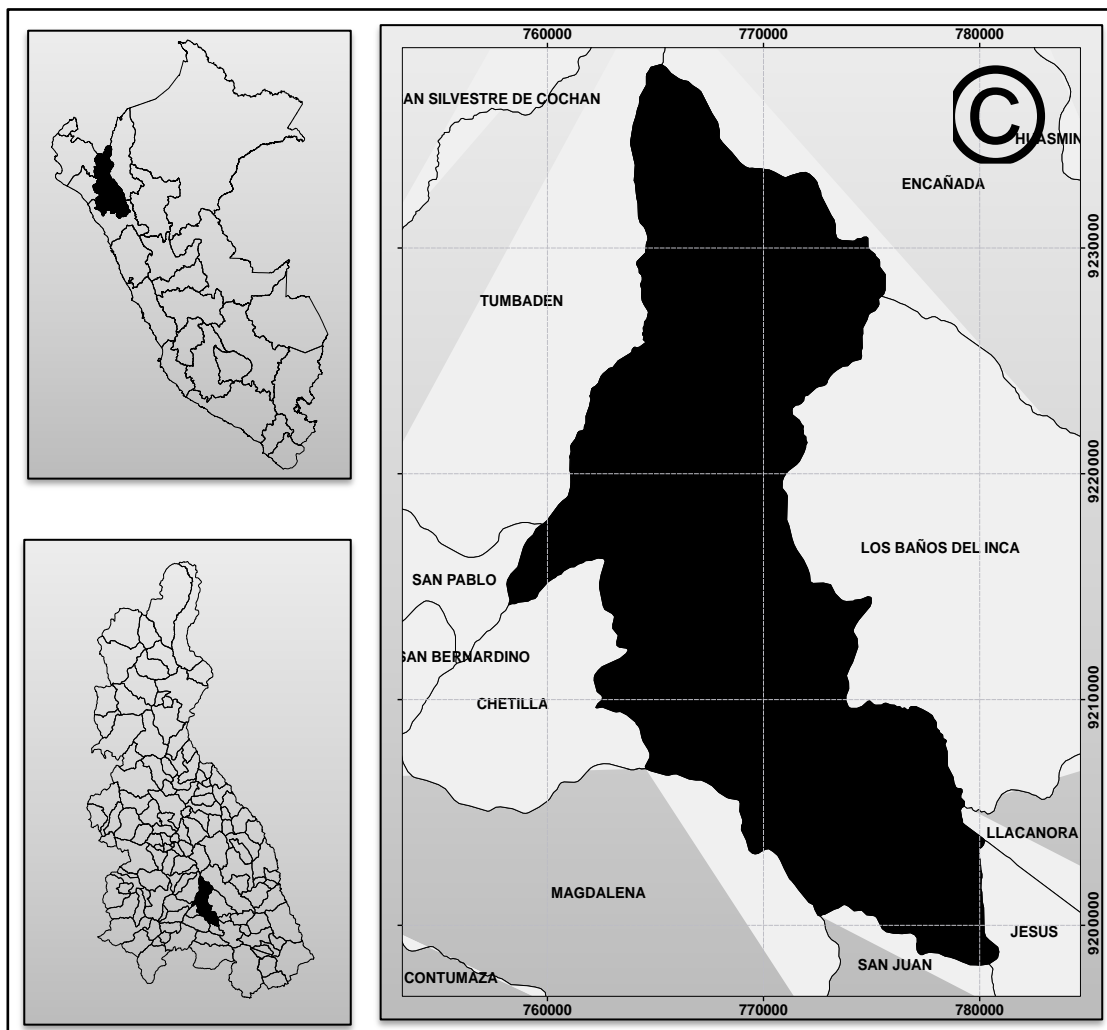 760000 770000 780000
AN SILVESTRE DE COCHAN
©
HUASMIN
ENCAÑADA
9230000
TUMBADEN
9220000
LOS BAÑOS DEL INCA
SAN PABLO
SAN BERNARDINO
9210000
CHETILLA
LLACANORA
MAGDALENA
JESUS
9200000
SAN JUAN
CONTUMAZA
760000 770000 780000